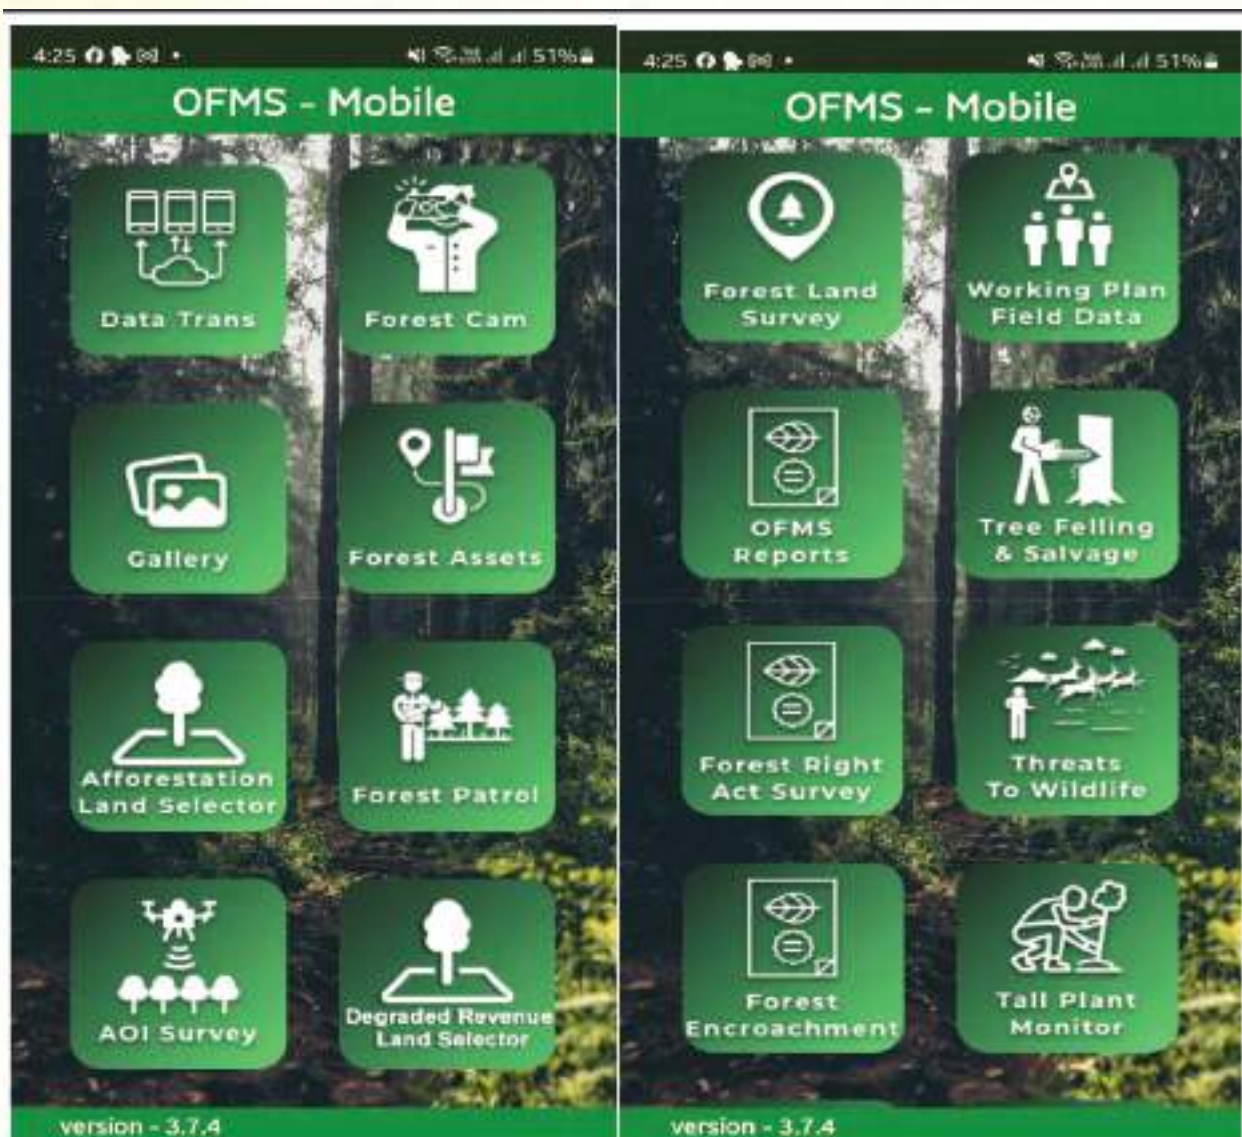 4:25
51%
OFMS - Mobile
Data Trans
Forest Cam
Gallery
Forest Assets
Afforestation
Land Selector
Forest Patrol
AOI Survey
Degraded Revenue
Land Selector
version - 3.7.4
4:25
51%
OFMS - Mobile
Forest Land
Survey
Working Plan
Field Data
OFMS
Reports
Tree Felling
& Salvage
Forest Right
Act Survey
Threats
To Wildlife
Forest
Encroachment
Tall Plant
Monitor
version - 3.7.4